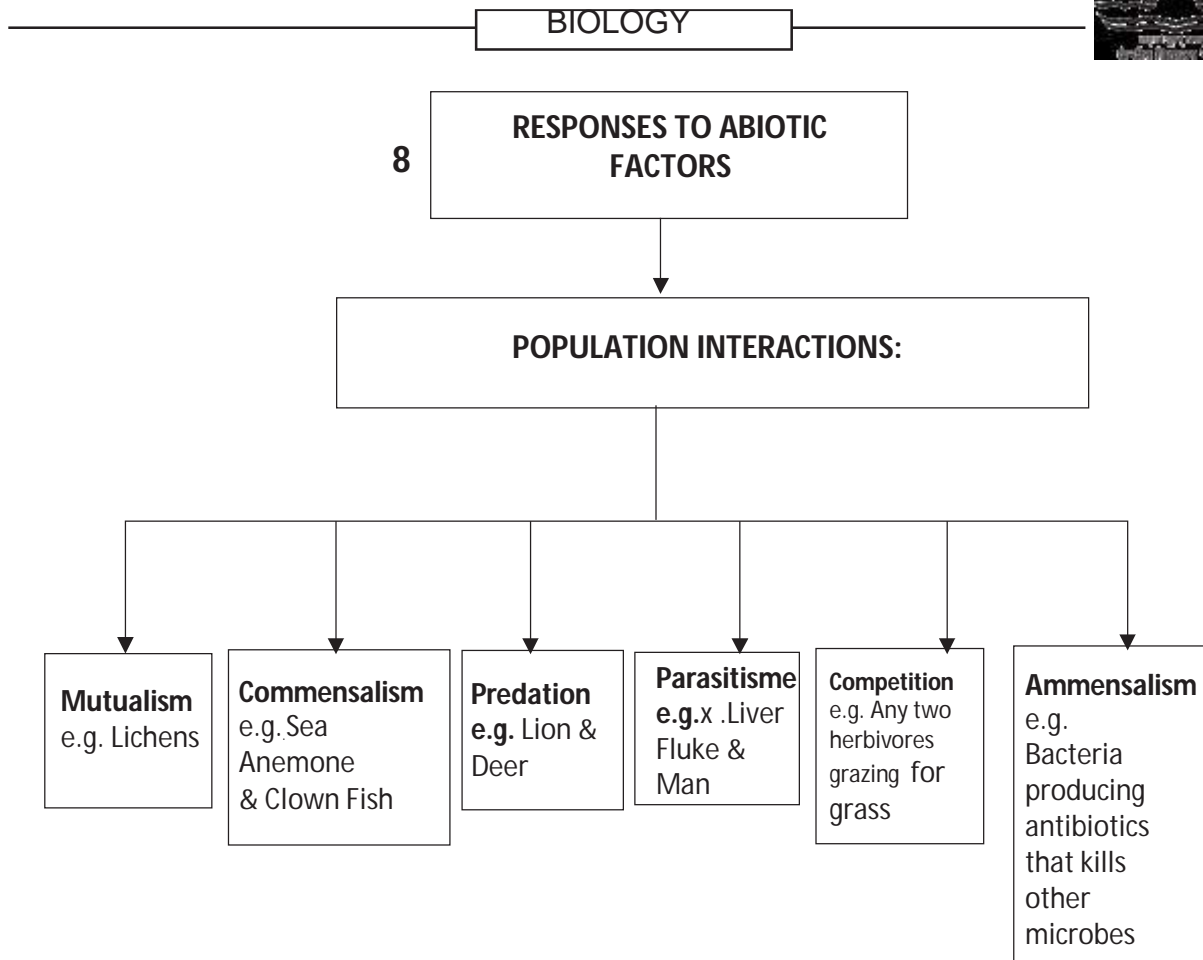 BIOLOGY
8
RESPONSES TO ABIOTIC
FACTORS
POPULATION INTERACTIONS:
Mutualism
e.g. Lichens
Commensalism
e.g. Sea
Anemone
& Clown Fish
Predation
e.g. Lion &
Deer
Parasitisme
e.g.x .Liver
Fluke &
Man
Competition
e.g. Any two
herbivores
grazing for
grass
Ammensalism
e.g.
Bacteria
producing
antibiotics
that kills
other
microbes